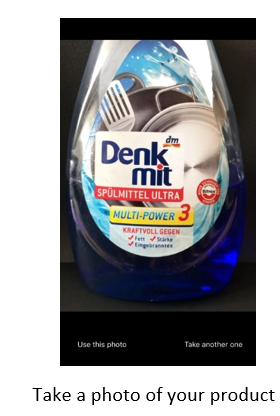 dm
Denk
mit
SPÜLMITTEL ULTRA
MULTI-POWER 3
KRAFTVOLL GEGEN
✓ Fett ✓ Stärke
✓ Eingebranntes
Use this photo
Take another one
Take a photo of your product